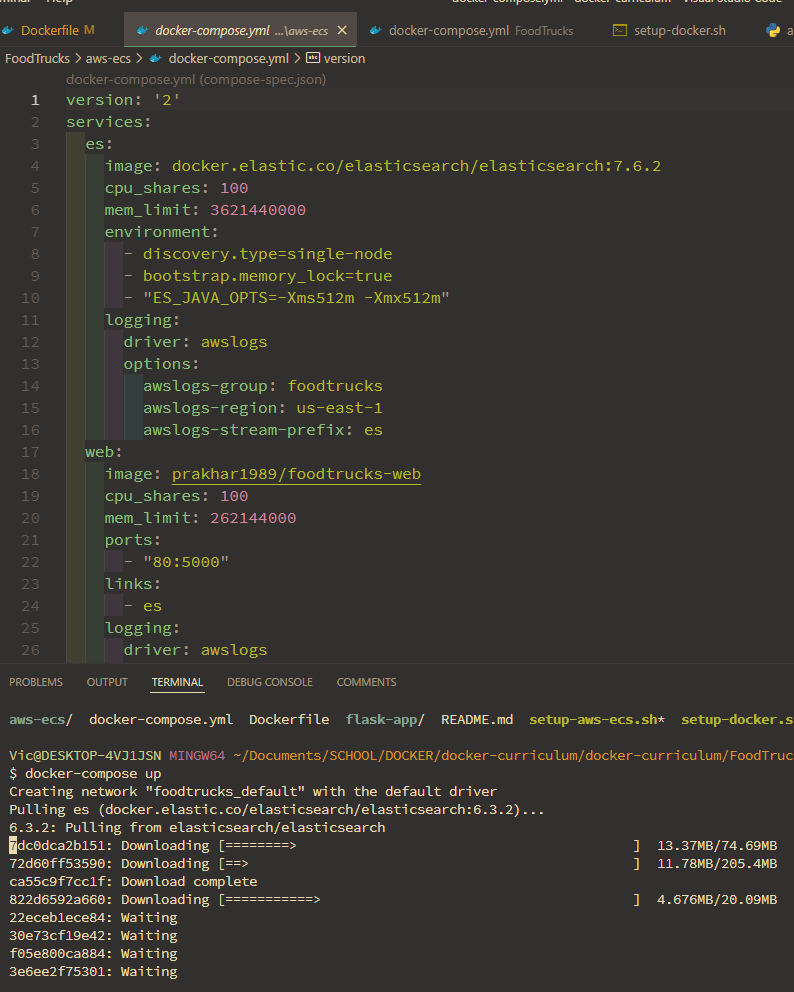 Help
docker-compose.yml - docker-curriculum - Visual Studio Code
Dockerfile M docker-compose.yml ...\aws-ecs docker-compose.yml FoodTrucks setup-docker.sh
FoodTrucks > aws-ecs > docker-compose.yml > abc version
docker-compose.yml (compose-spec.json)
1 version: '2'
2 services:
3 es:
4 image: docker.elastic.co/elasticsearch/elasticsearch:7.6.2
5 cpu_shares: 100
6 mem_limit: 3621440000
7 environment:
8 - discovery.type=single-node
9 - bootstrap.memory_lock=true
10 - "ES_JAVA_OPTS=-Xms512m -Xmx512m"
11 logging:
12 driver: awslogs
13 options:
14 awslogs-group: foodtrucks
15 awslogs-region: us-east-1
16 awslogs-stream-prefix: es
17 web:
18 image: prakhar1989/foodtrucks-web
19 cpu_shares: 100
20 mem_limit: 262144000
21 ports:
22 - "80:5000"
23 links:
24 - es
25 logging:
26 driver: awslogs
PROBLEMS OUTPUT TERMINAL DEBUG CONSOLE COMMENTS
aws-ecs/ docker-compose.yml Dockerfile flask-app/ README.md setup-aws-ecs.sh* setup-docker.s
Vic@DESKTOP-4VJ1JSN MINGW64 ~/Documents/SCHOOL/DOCKER/docker-curriculum/docker-curriculum/FoodTruc
$ docker-compose up
Creating network "foodtrucks_default" with the default driver
Pulling es (docker.elastic.co/elasticsearch/elasticsearch:6.3.2)...
6.3.2: Pulling from elasticsearch/elasticsearch
7dc0dca2b151: Downloading [========> ] 13.37MB/74.69MB
72d60ff53590: Downloading [==> ] 11.78MB/205.4MB
ca55c9f7cc1f: Download complete
822d6592a660: Downloading [===========> ] 4.676MB/20.09MB
22eceb1ece84: Waiting
30e73cf19e42: Waiting
f05e800ca884: Waiting
3e6ee2f75301: Waiting